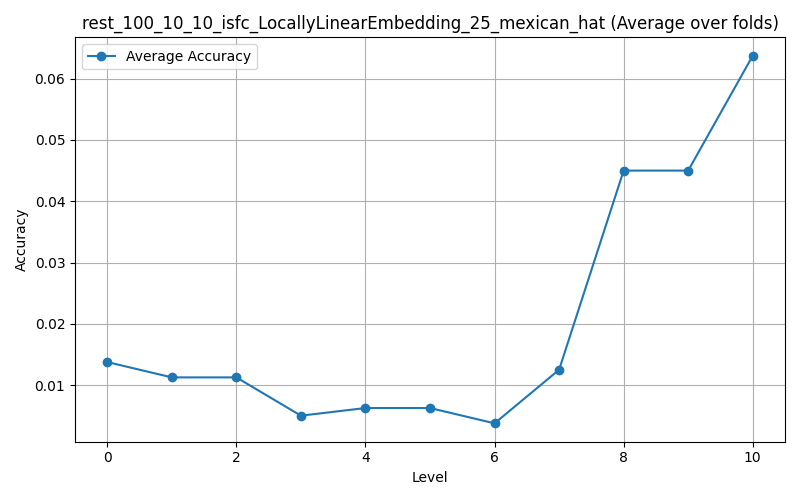 rest_100_10_10_isfc_LocallyLinearEmbedding_25_mexican_hat (Average over folds)
Average Accuracy
Accuracy
0.06
0.05
0.04
0.03
0.02
0.01
0 2 4 6 8 10
Level